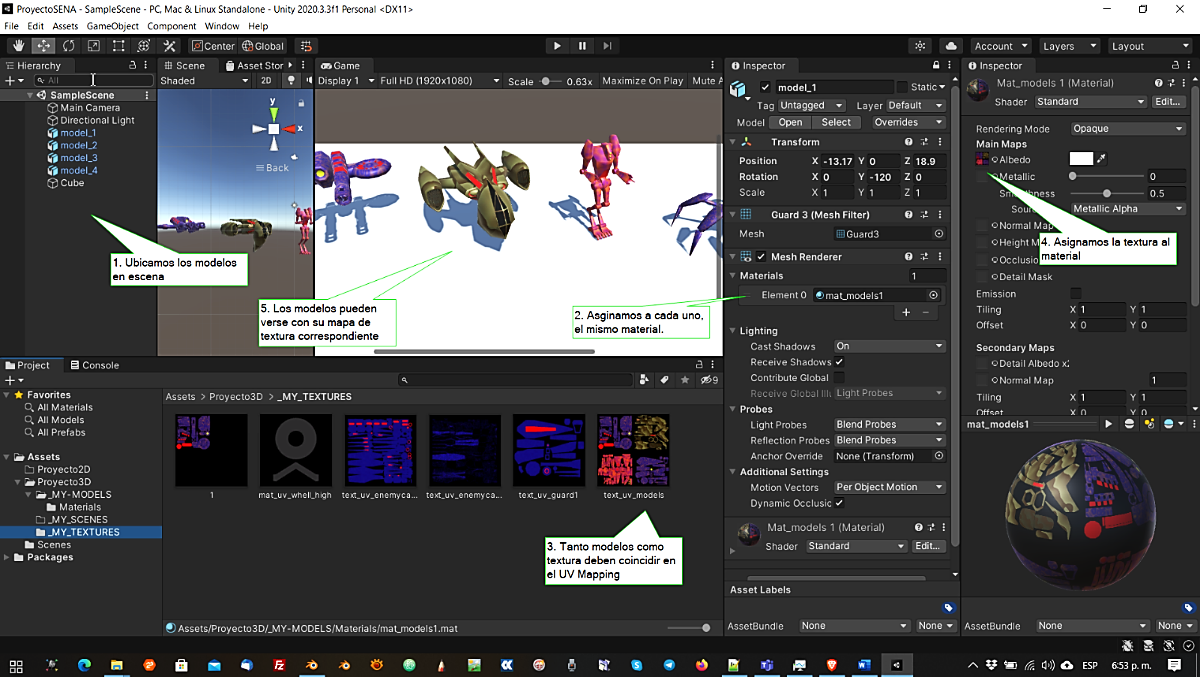 ProyectoSENA - SampleScene - PC, Mac & Linux Standalone - Unity 2020.3.3f1 Personal <DX11>
File Edit Assets GameObject Component Window Help
Center Global Account Layers Layout
Hierarchy
All
SampleScene
Main Camera
Directional Light
model_1
model_2
model_3
model_4
Cube
Scene Asset Stor
Shaded 2D
y
x
Back
Game
Display 1 Full HD (1920x1080) Scale 0.63x Maximize On Play Mute A
1. Ubicamos los modelos
en escena
5. Los modelos pueden
verse con su mapa de
textura correspondiente
2. Asginamos a cada uno,
el mismo material.
Inspector
model_1 Static
Tag Untagged Layer Default
Model Open Select Overrides
Transform
Position X -13.17 Y 0 Z 18.9
Rotation X 0 Y -120 Z 0
Scale X 1 Y 1 Z 1
Guard 3 (Mesh Filter)
Mesh Guard3
Mesh Renderer
Materials 1
Element 0 mat_models1
+ -
Lighting
Cast Shadows On
Receive Shadows
Contribute Global
Receive Global Illu Light Probes
Probes
Light Probes Blend Probes
Reflection Probes Blend Probes
Anchor Override None (Transform)
Additional Settings
Motion Vectors Per Object Motion
Dynamic Occlusic
Mat_models 1 (Material)
Shader Standard Edit...
Asset Labels
AssetBundle None None
Inspector
Mat_models 1 (Material)
Shader Standard Edit...
Rendering Mode Opaque
Main Maps
Albedo
Metallic 0
Smoothness 0.5
Sour Metallic Alpha
Normal Map
Height M
Occlusio
Detail Mask
4. Asignamos la textura al
material
Emission
Tiling X 1 Y 1
Offset X 0 Y 0
Secondary Maps
Detail Albedo x2
Normal Map 1
Tiling X 1 Y 1
Offset X 0 Y 0
mat_models1
AssetBundle None None
Project Console
9
Favorites
All Materials
All Models
All Prefabs
Assets
Proyecto2D
Proyecto3D
_MY-MODELS
Materials
_MY_SCENES
_MY_TEXTURES
Scenes
Packages
Assets > Proyecto3D > _MY_TEXTURES
1
mat_uv_whell_high
text_uv_enemyca...
text_uv_enemyca...
text_uv_guard1
text_uv_models
3. Tanto modelos como
textura deben coincidir en
el UV Mapping
Assets/Proyecto3D/_MY-MODELS/Materials/mat_models1.mat
ESP 6:53 p. m.